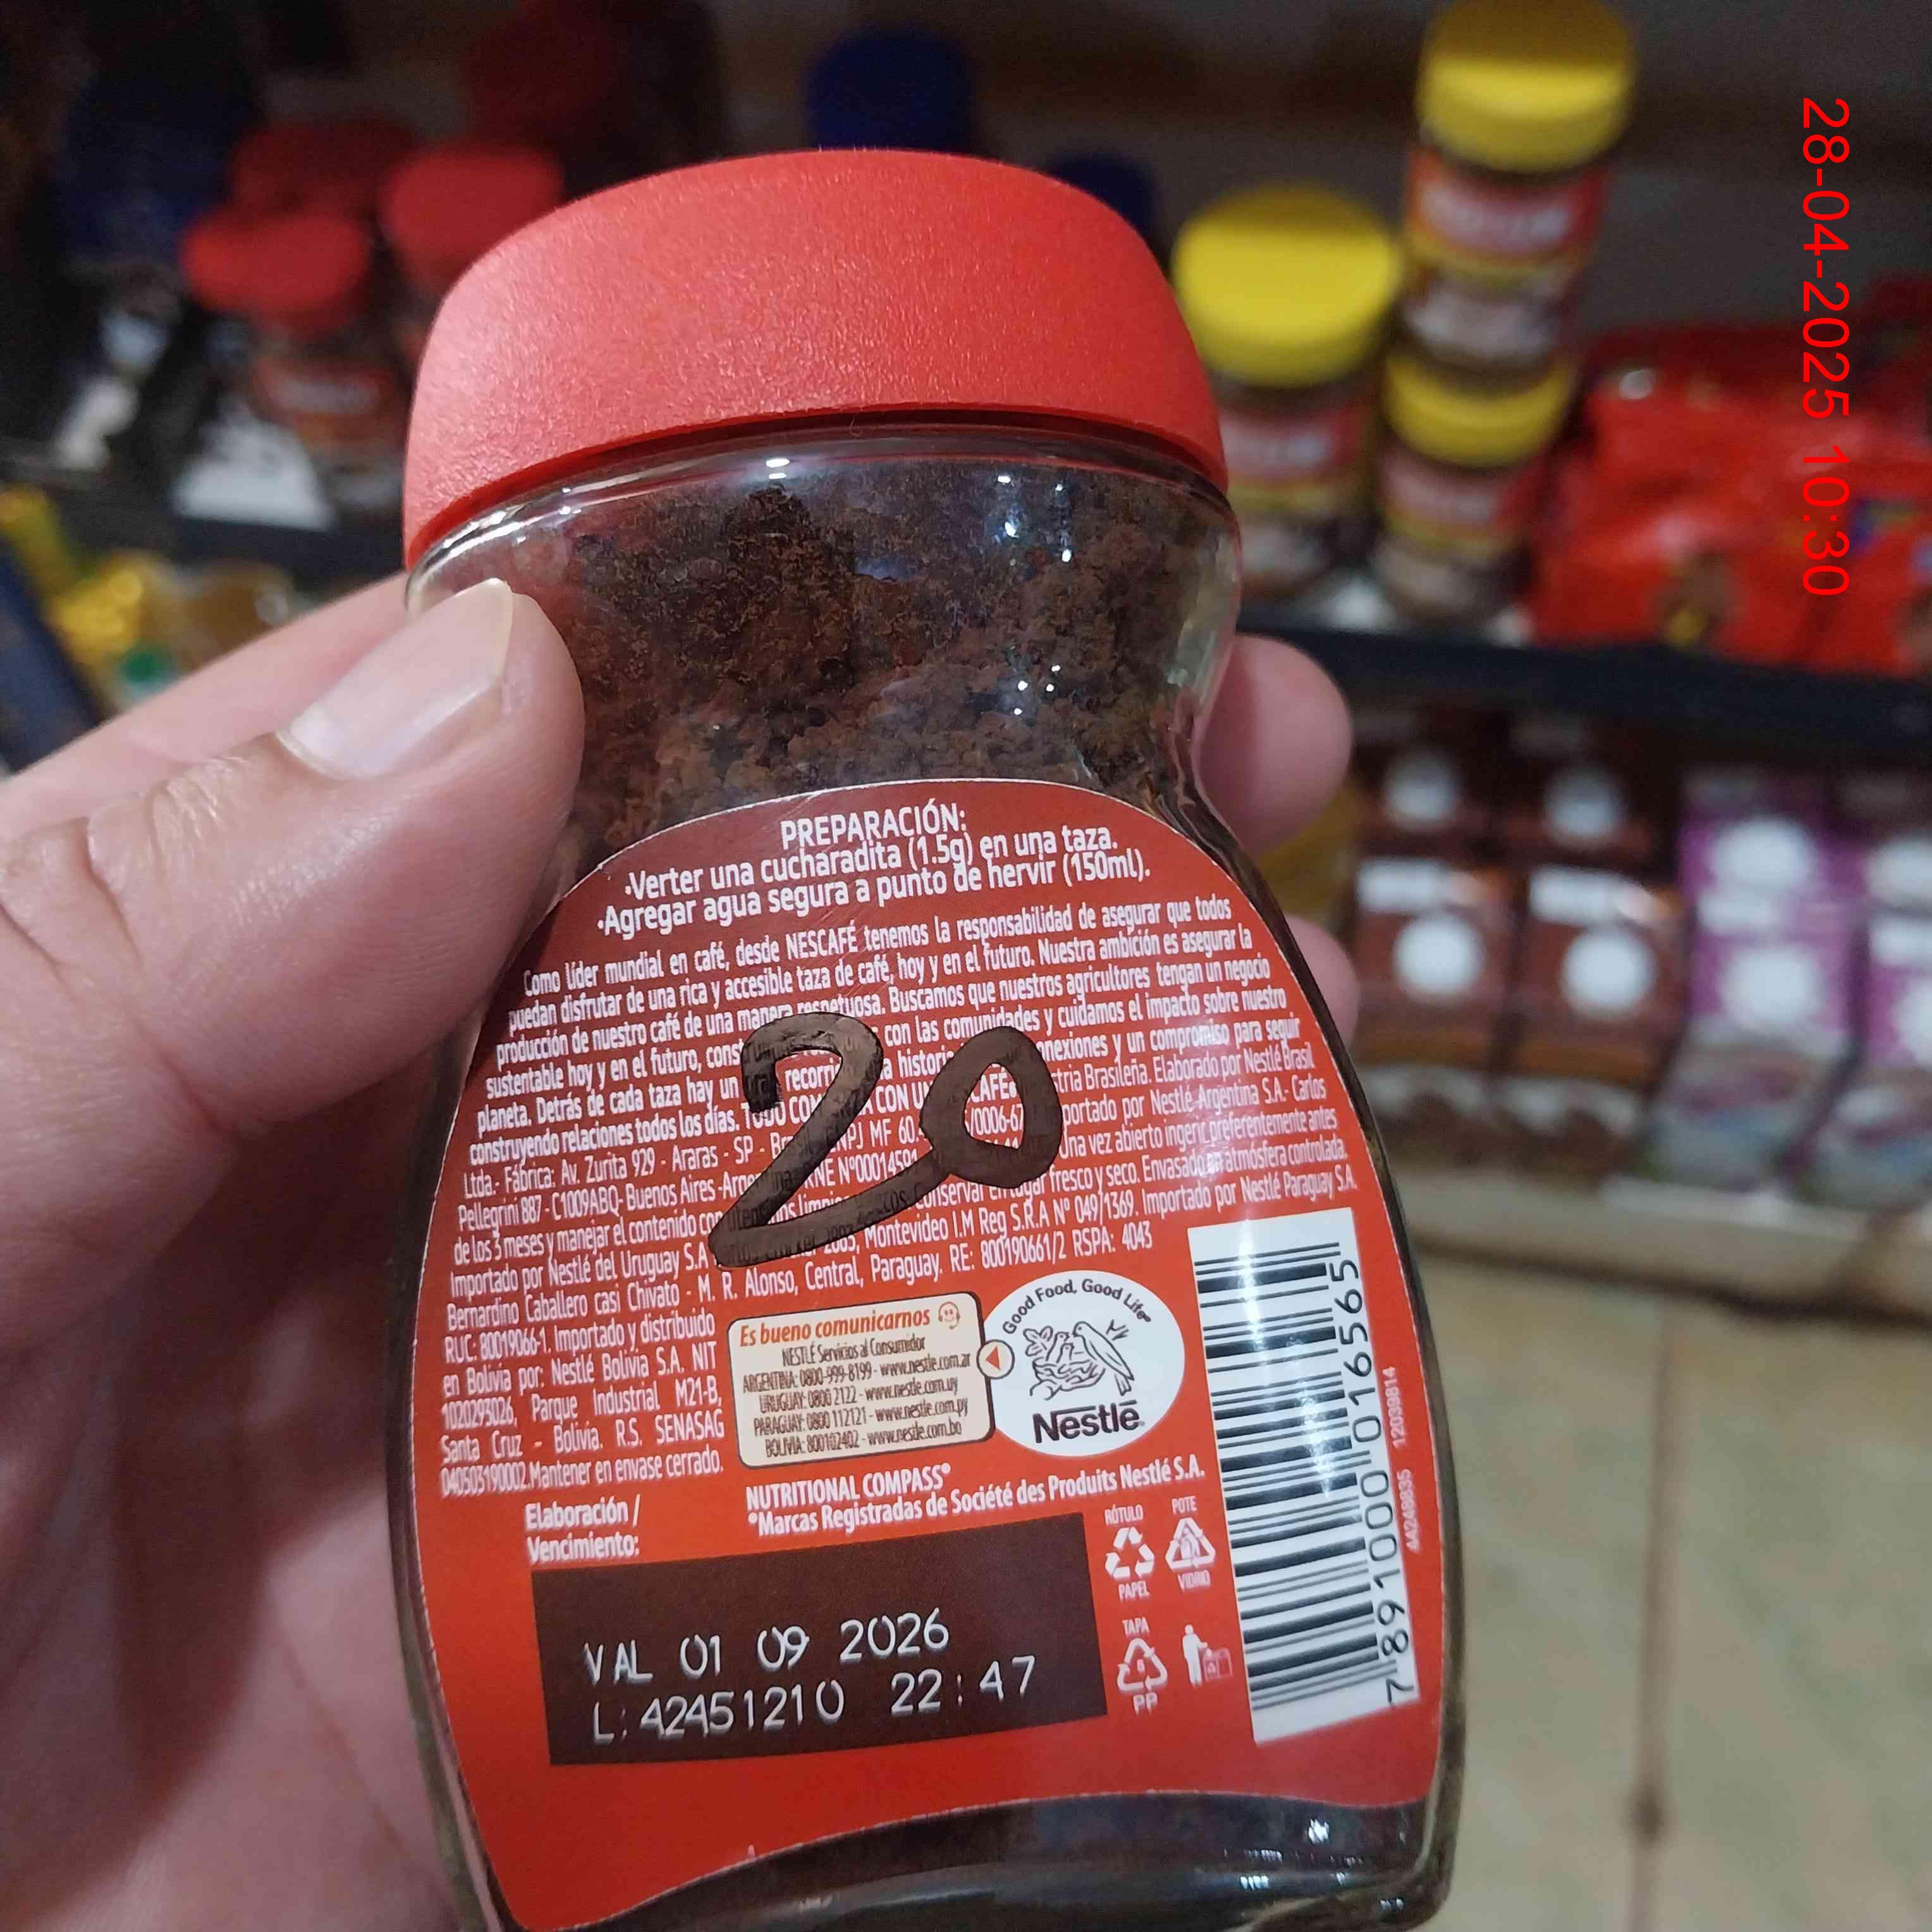 28-04-2025 10:30
PREPARACIÓN:
•Verter una cucharadita (1.5g) en una taza.
•Agregar agua segura a punto de hervir (150ml).
Como líder mundial en café, desde NESCAFÉ tenemos la responsabilidad de asegurar que todos
puedan disfrutar de una rica y accesible taza de café, hoy y en el futuro. Nuestra ambición es asegurar la
producción de nuestro café de una manera respetuosa. Buscamos que nuestros agricultores tengan un negocio
sustentable hoy y en el futuro, con las comunidades y cuidamos el impacto sobre nuestro
planeta. Detrás de cada taza hay un y un compromiso para seguir
construyendo relaciones todos los días. Elaborado por Nestlé Brasil
Ltda.- Fábrica: Av. Zurita 929 - Araras - SP - MF por Nestlé Argentina S.A.- Carlos
Pellegrini 887 - C1009ABQ- Buenos Aires - Una vez abierto ingerir preferentemente antes
de los 3 meses y manejar el contenido con fresco y seco. Envasado en atmósfera controlada.
Importado por Nestlé del Uruguay S.A Montevideo I.M Reg S.R.A Nº 049/1369. Importado por Nestlé Paraguay S.A.
Bernardino Caballero casi Chivato - M. R. Alonso, Central, Paraguay. RE: 800190661/2 RSPA: 4043
RUC: 80019066-1. Importado y distribuido
en Bolivia por: Nestlé Bolivia S.A. NIT
1020293026, Parque Industrial M21-B,
Santa Cruz - Bolivia. R.S. SENASAG
040503190002.Mantener en envase cerrado.
20
Es bueno comunicarnos
NESTLÉ Servicios al Consumidor
ARGENTINA: 0800-999-8199 - www.nestle.com.ar
URUGUAY: 0800 2122 - www.nestle.com.uy
PARAGUAY: 0800 112121 - www.nestle.com.py
BOLIVIA: 800102402 - www.nestle.com.bo
Good Food, Good Life®
Nestlé
NUTRITIONAL COMPASS®
®Marcas Registradas de Société des Produits Nestlé S.A.
Elaboración /
Vencimiento:
VAL 01 09 2026
L: 42451210 22:47
RÓTULO
PAPEL
POTE
VIDRIO
TAPA
PP
7891000016565
44248635 12039814